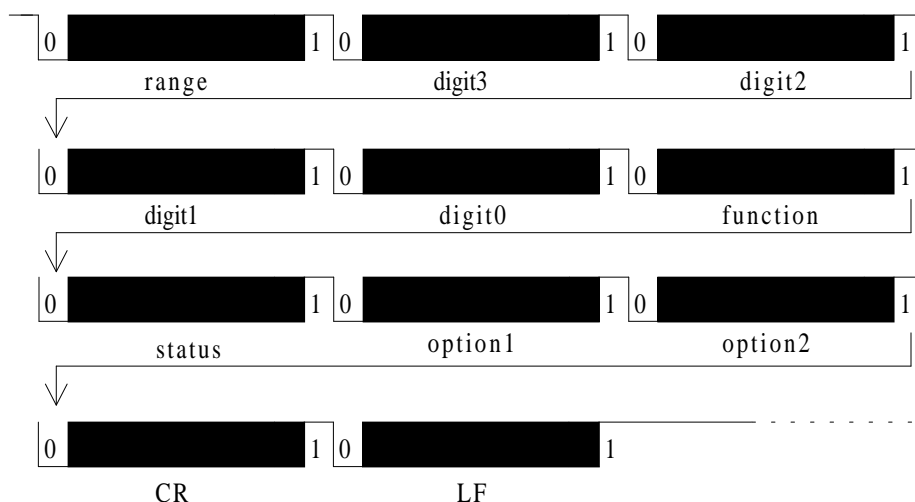 0 1 0 1 0 1
range digit3 digit2
0 1 0 1 0 1
digit1 digit0 function
0 1 0 1 0 1
status option1 option2
0 1 0 1
CR LF